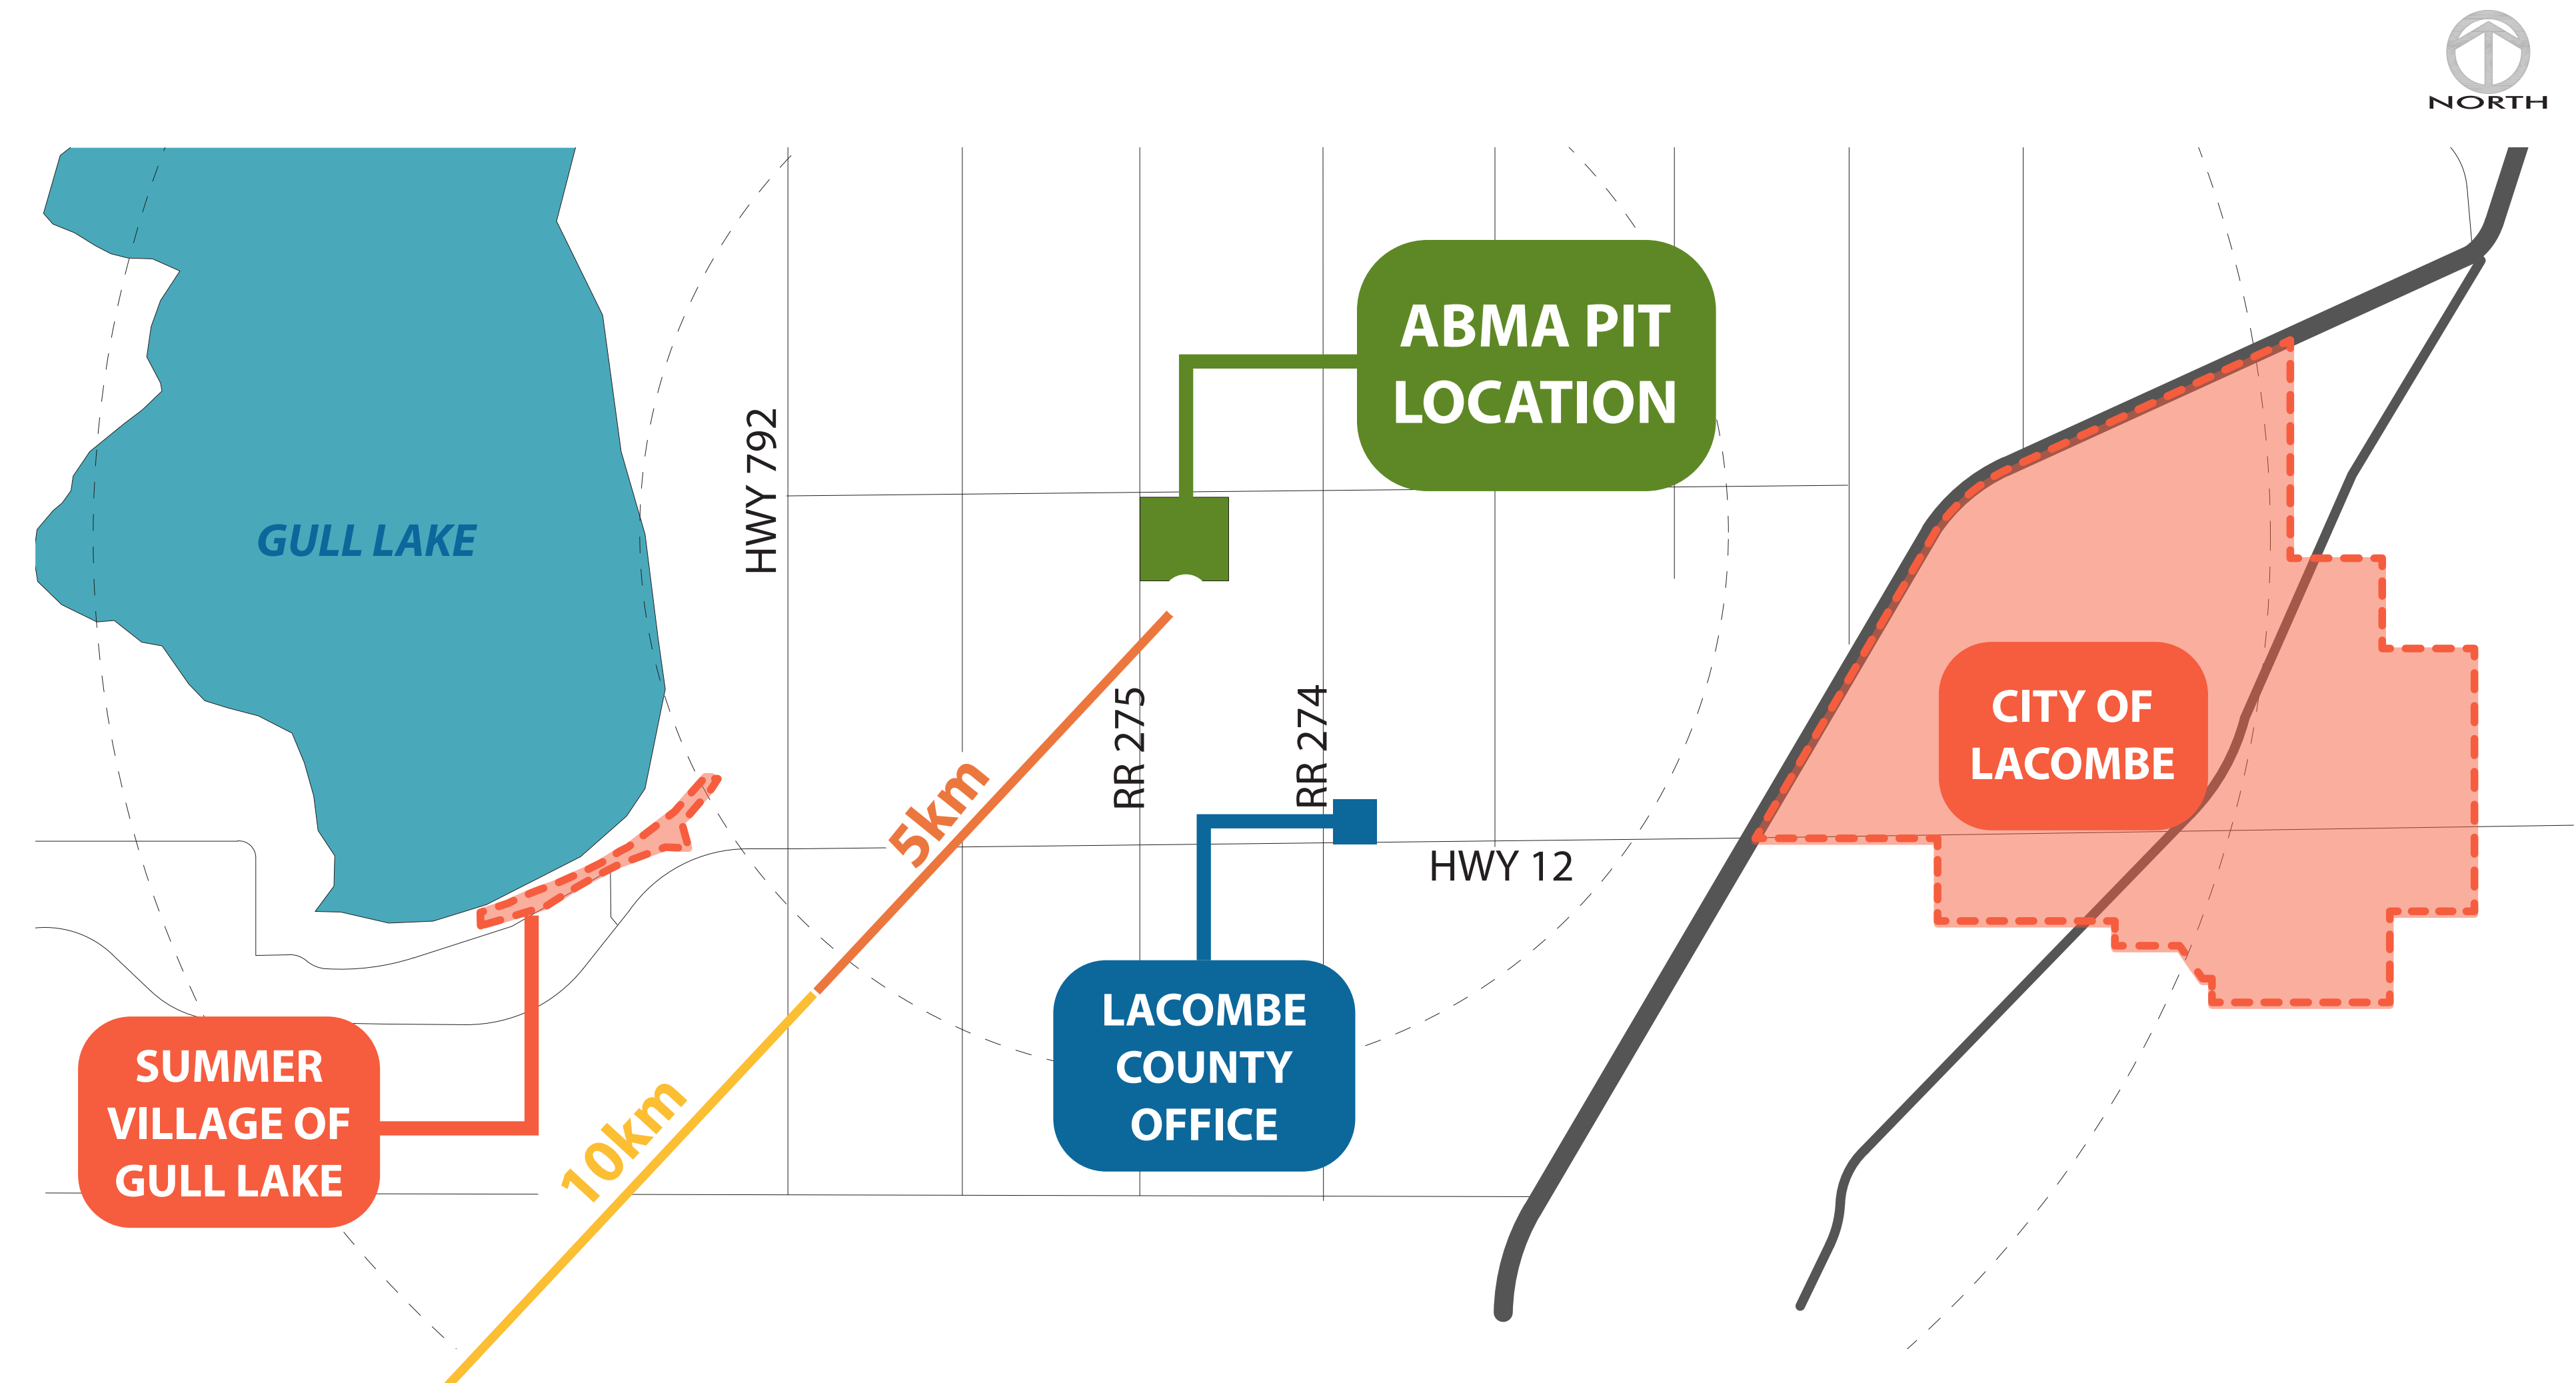 NORTH
ABMA PIT
LOCATION
HWY 792
GULL LAKE
CITY OF
LACOMBE
RR 275
RR 274
5km
HWY 12
LACOMBE
COUNTY
OFFICE
SUMMER
VILLAGE OF
GULL LAKE
10km